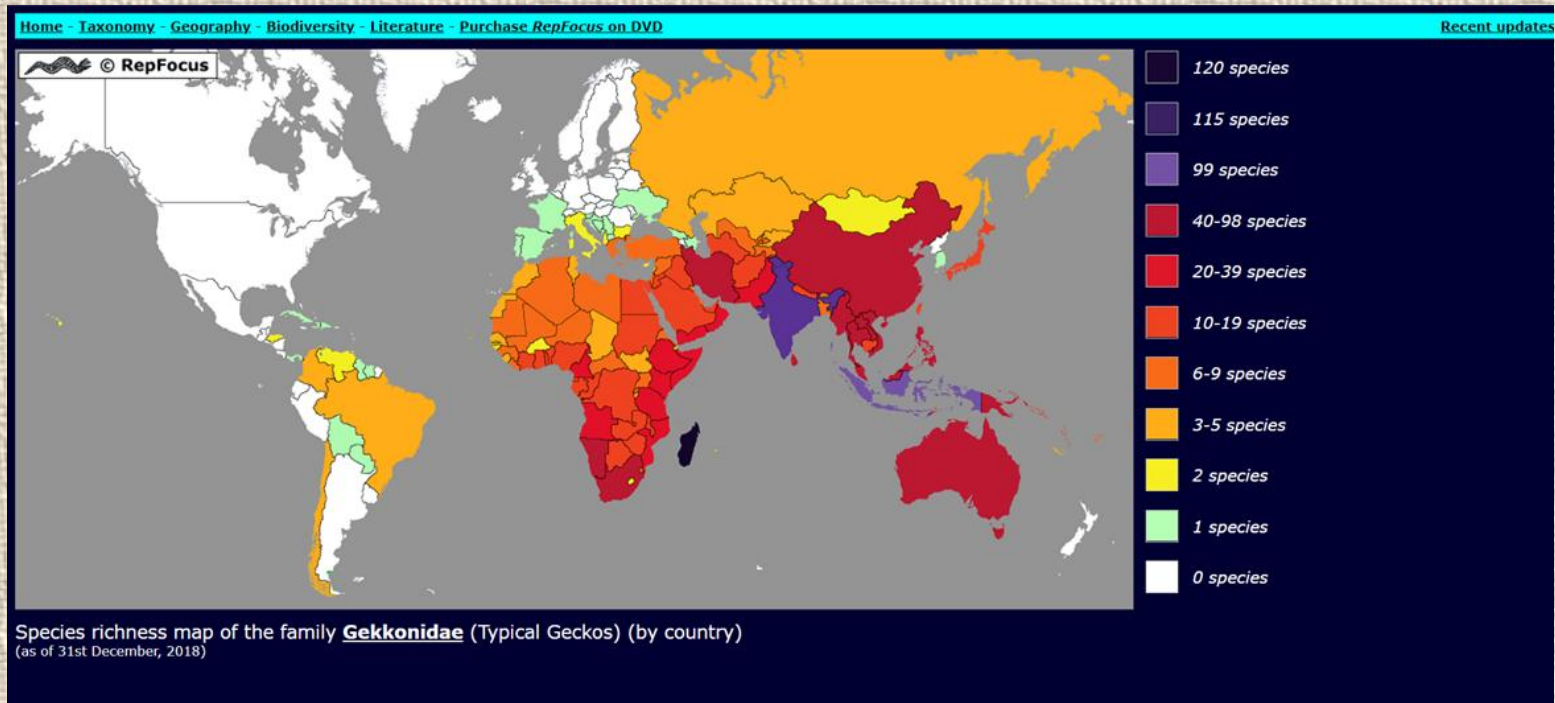 Home - Taxonomy - Geography - Biodiversity - Literature - Purchase RepFocus on DVD
Recent updates
© RepFocus
120 species
115 species
99 species
40-98 species
20-39 species
10-19 species
6-9 species
3-5 species
2 species
1 species
0 species
Species richness map of the family Gekkonidae (Typical Geckos) (by country)
(as of 31st December, 2018)